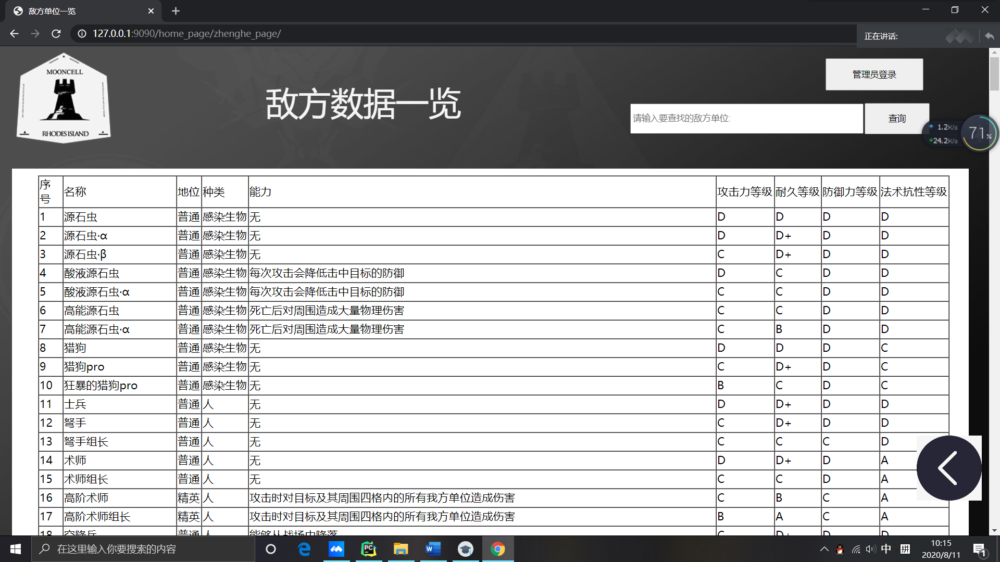 敌方单位一览
127.0.0.1:9090/home_page/zhenghe_page/
正在讲话:
MOONCELL
RHODES ISLAND
敌方数据一览
管理员登录
请输入要查找的敌方单位:
查询
1.2K/s
24.2K/s
71%
序号 名称 地位 种类 能力 攻击力等级 耐久等级 防御力等级 法术抗性等级
1 源石虫 普通 感染生物 无 D D D D
2 源石虫·α 普通 感染生物 无 D D+ D D
3 源石虫·β 普通 感染生物 无 C D+ D D
4 酸液源石虫 普通 感染生物 每次攻击会降低击中目标的防御 D C D D
5 酸液源石虫·α 普通 感染生物 每次攻击会降低击中目标的防御 C C D D
6 高能源石虫 普通 感染生物 死亡后对周围造成大量物理伤害 C C D D
7 高能源石虫·α 普通 感染生物 死亡后对周围造成大量物理伤害 C B D D
8 猎狗 普通 感染生物 无 D D D C
9 猎狗pro 普通 感染生物 无 C D+ D C
10 狂暴的猎狗pro 普通 感染生物 无 B C D C
11 士兵 普通 人 无 D D+ D D
12 弩手 普通 人 无 C D+ D D
13 弩手组长 普通 人 无 C C C D
14 术师 普通 人 无 D D+ D A
15 术师组长 普通 人 无 C C D A
16 高阶术师 精英 人 攻击时对目标及其周围四格内的所有我方单位造成伤害 C B C A
17 高阶术师组长 精英 人 攻击时对目标及其周围四格内的所有我方单位造成伤害 B A C A
18 空降兵 普通 人 能够从战场中降落 C D+ D D
在这里输入你要搜索的内容
中
拼
10:15
2020/8/11
1